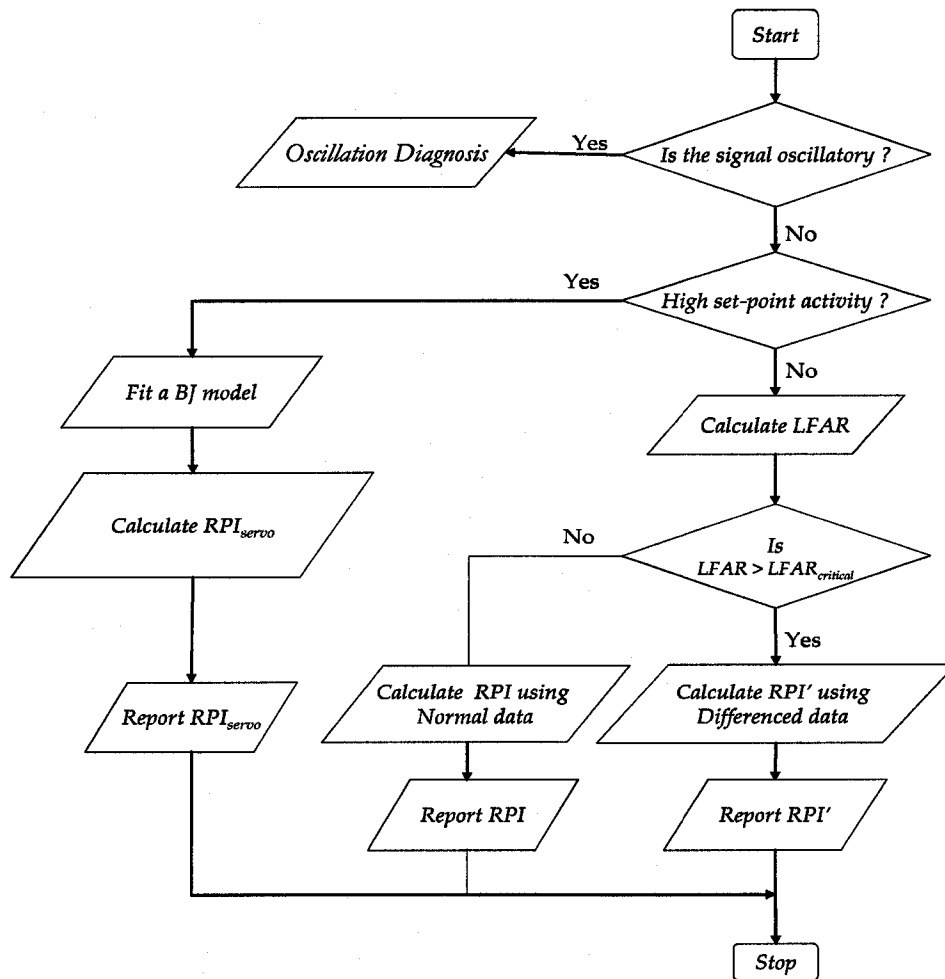 Start
Is the signal oscillatory ?
Yes
Oscillation Diagnosis
No
High set-point activity ?
Yes
No
Fit a BJ model
Calculate LFAR
Calculate RPIservo
Is
LFAR > LFARcritical
No
Yes
Calculate RPI using
Normal data
Calculate RPI' using
Differenced data
Report RPIservo
Report RPI
Report RPI'
Stop